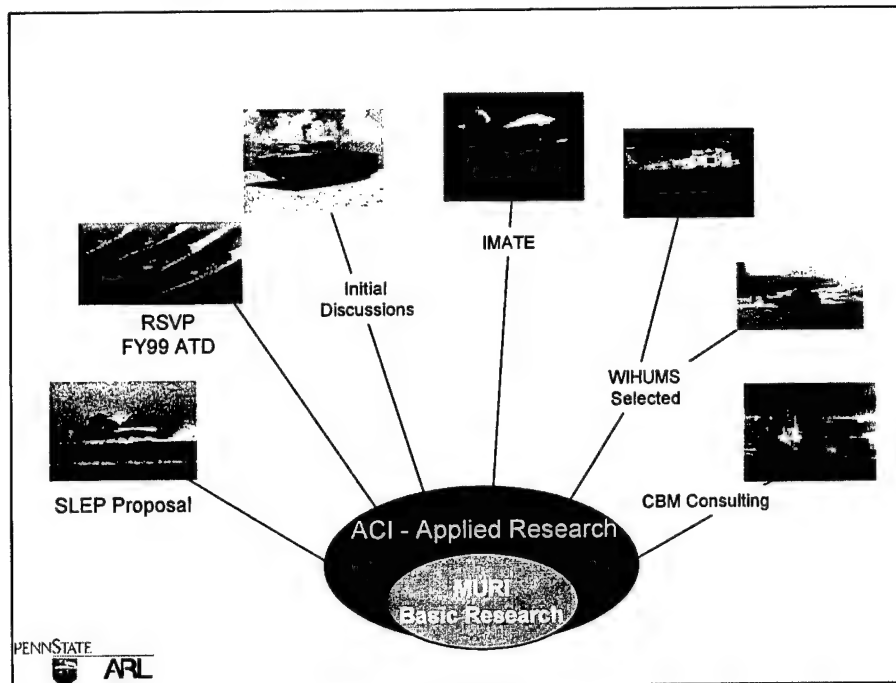 IMATE
Initial
Discussions
RSVP
FY99 ATD
WIHUMS
Selected
SLEP Proposal
CBM Consulting
ACI - Applied Research
MURI
Basic Research
PENNSTATE
ARL